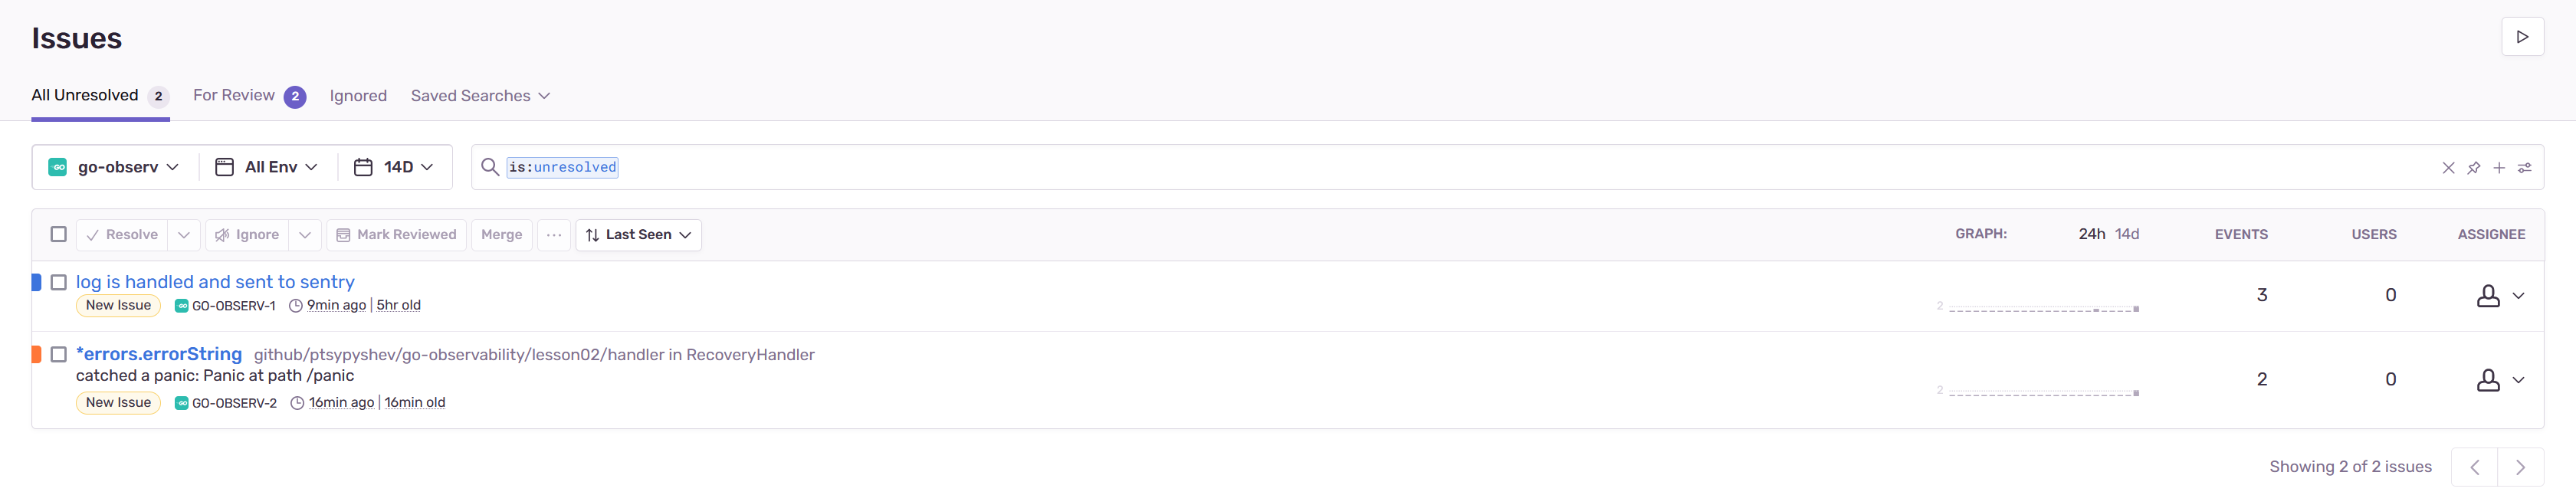 Issues
All Unresolved 2 For Review 2 Ignored Saved Searches
go-observ All Env 14D is:unresolved
Resolve Ignore Mark Reviewed Merge ... Last Seen GRAPH: 24h 14d EVENTS USERS ASSIGNEE
log is handled and sent to sentry
New Issue GO GO-OBSERV-1 9min ago | 5hr old 2 3 0
*errors.errorString github/ptsypyshev/go-observability/lesson02/handler in RecoveryHandler
catched a panic: Panic at path /panic 2 2 0
New Issue GO GO-OBSERV-2 16min ago | 16min old
Showing 2 of 2 issues